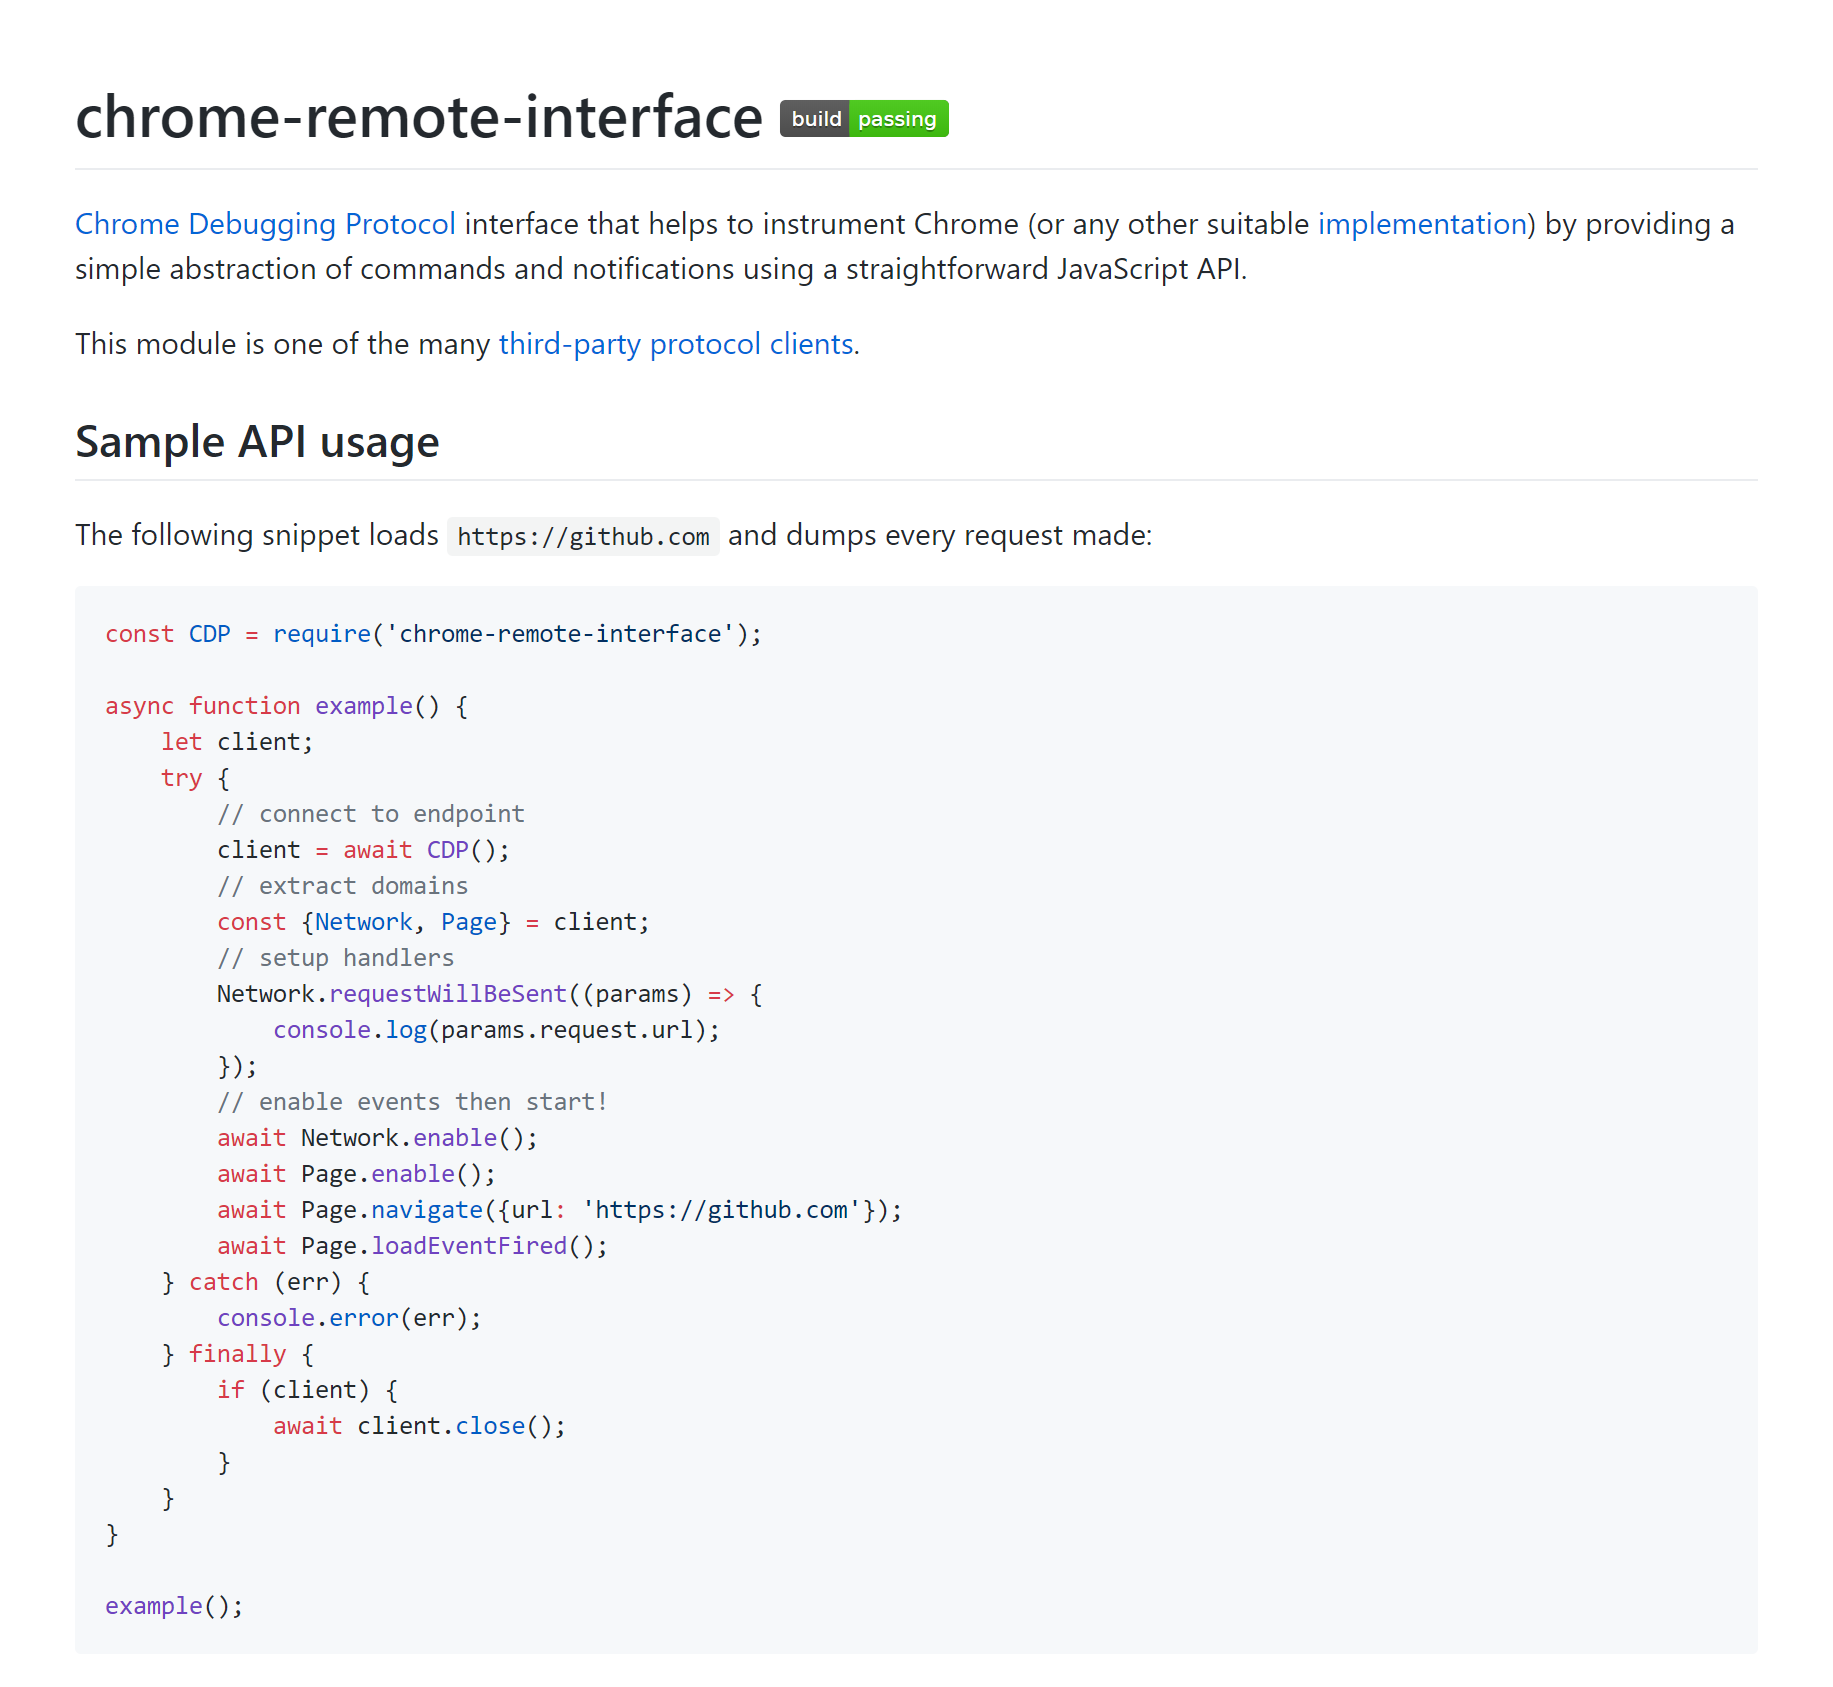 chrome-remote-interface build passing
Chrome Debugging Protocol interface that helps to instrument Chrome (or any other suitable implementation) by providing a
simple abstraction of commands and notifications using a straightforward JavaScript API.
This module is one of the many third-party protocol clients.
Sample API usage
The following snippet loads https://github.com and dumps every request made:
const CDP = require('chrome-remote-interface');

async function example() {
    let client;
    try {
        // connect to endpoint
        client = await CDP();
        // extract domains
        const {Network, Page} = client;
        // setup handlers
        Network.requestWillBeSent((params) => {
            console.log(params.request.url);
        });
        // enable events then start!
        await Network.enable();
        await Page.enable();
        await Page.navigate({url: 'https://github.com'});
        await Page.loadEventFired();
    } catch (err) {
        console.error(err);
    } finally {
        if (client) {
            await client.close();
        }
    }
}

example();